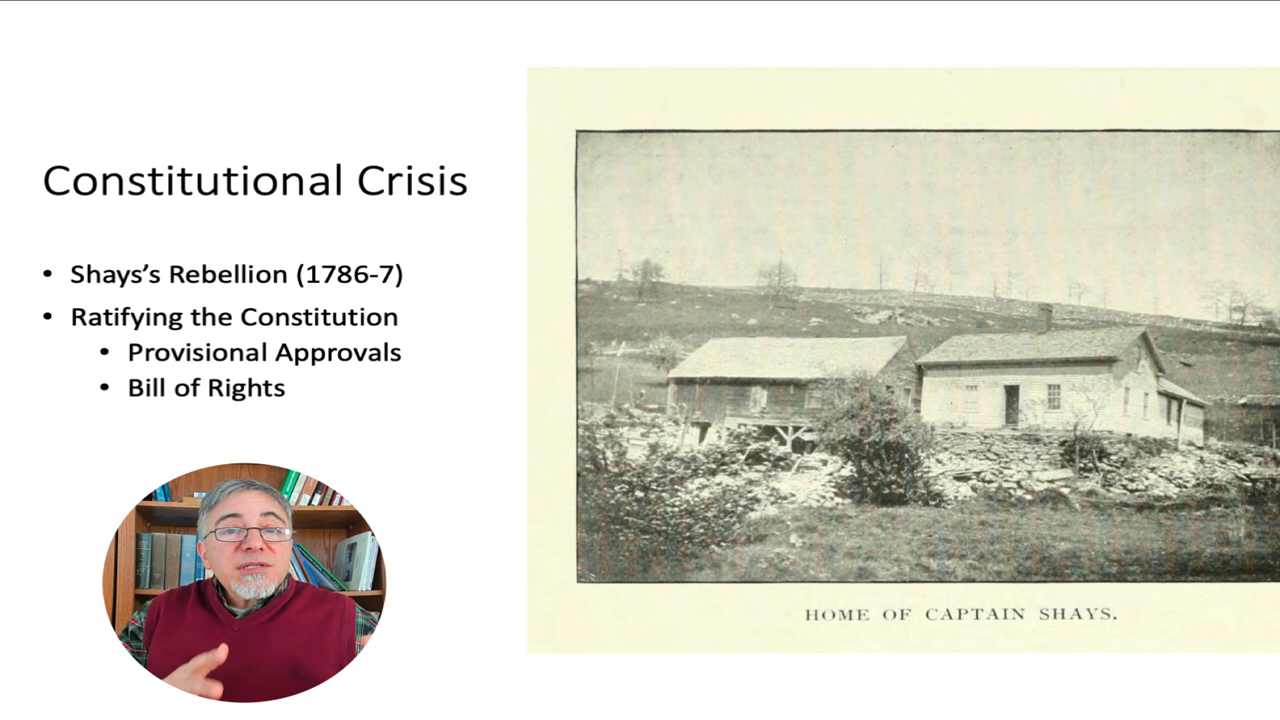 Constitutional Crisis
• Shays’s Rebellion (1786-7)
• Ratifying the Constitution
• Provisional Approvals
• Bill of Rights
HOME OF CAPTAIN SHAYS.